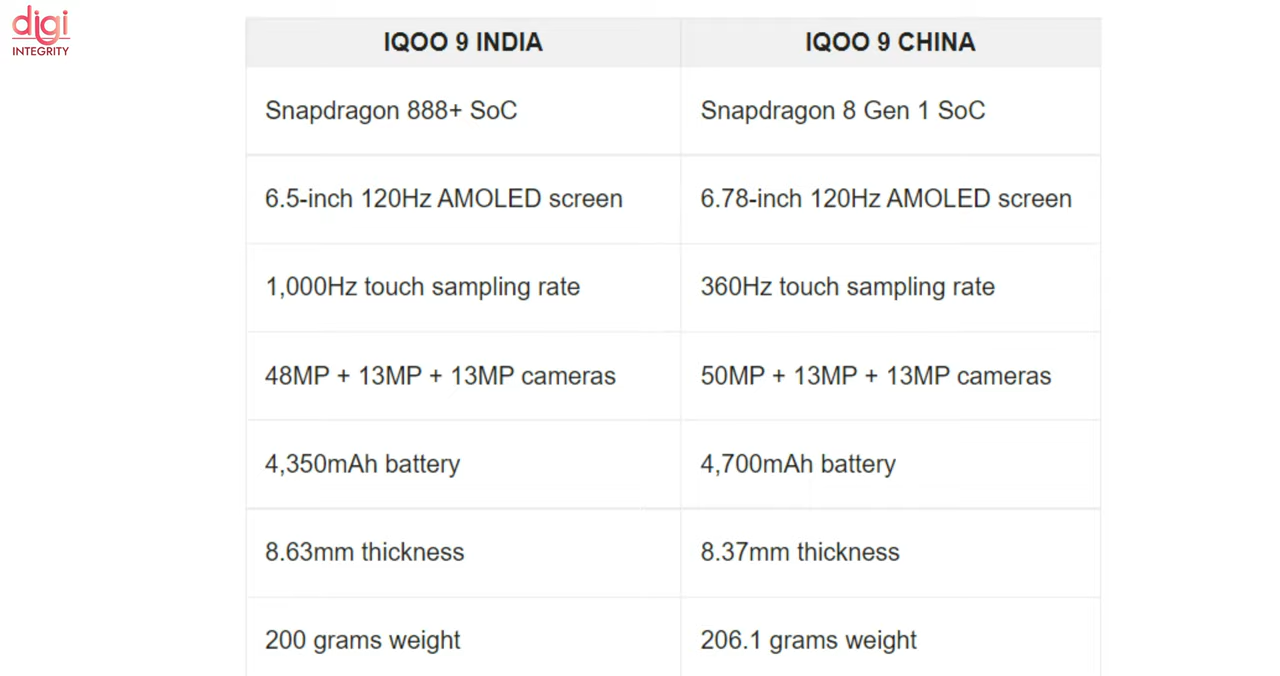 digi
INTEGRITY
IQOO 9 INDIA IQOO 9 CHINA
Snapdragon 888+ SoC Snapdragon 8 Gen 1 SoC
6.5-inch 120Hz AMOLED screen 6.78-inch 120Hz AMOLED screen
1,000Hz touch sampling rate 360Hz touch sampling rate
48MP + 13MP + 13MP cameras 50MP + 13MP + 13MP cameras
4,350mAh battery 4,700mAh battery
8.63mm thickness 8.37mm thickness
200 grams weight 206.1 grams weight